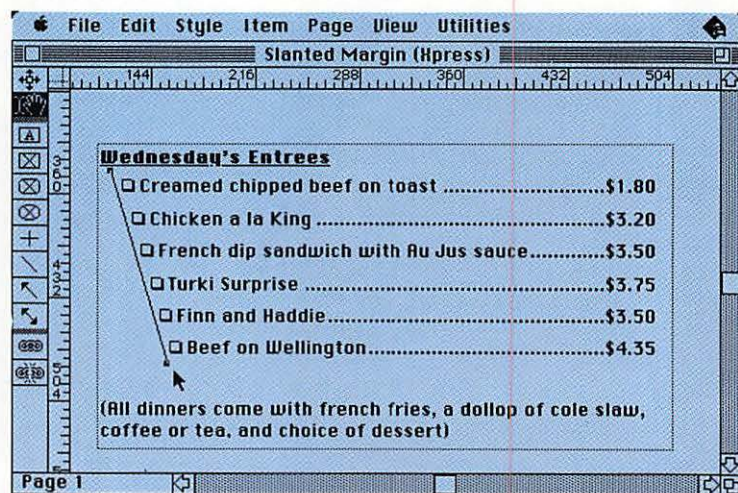 File Edit Style Item Page View Utilities
Slanted Margin (Xpress)
144 216 288 360 432 504
A
360
432
504
Wednesday's Entrees
Creamed chipped beef on toast ........................$1.80
Chicken a la King ................................................$3.20
French dip sandwich with Au Jus sauce............$3.50
Turki Surprise ....................................................$3.75
Finn and Haddie...............................................$3.50
Beef on Wellington..........................................$4.35
(All dinners come with french fries, a dollop of cole slaw,
coffee or tea, and choice of dessert)
Page 1